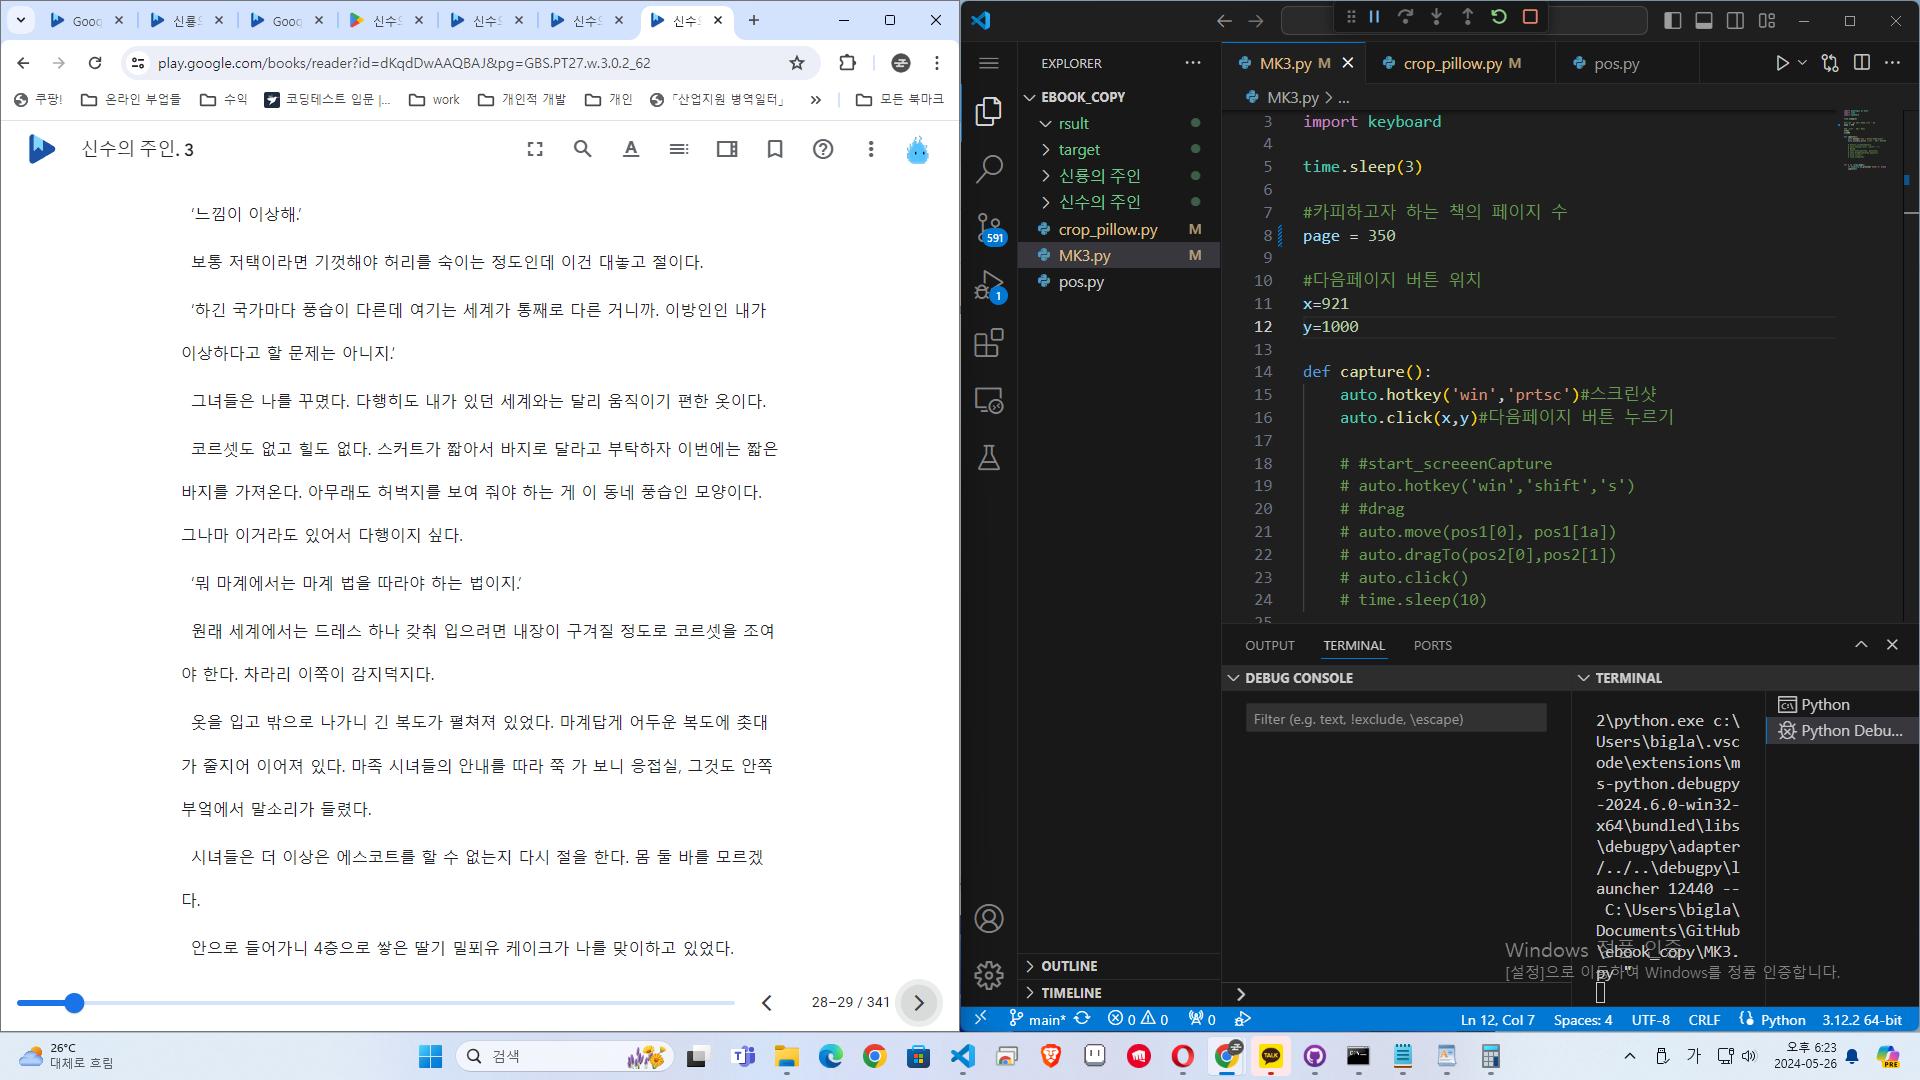 Goog
신룡
Goog
신수
신수
신수
신수
play.google.com/books/reader?id=dKqdDwAAQBAJ&pg=GBS.PT27.w.3.0.2_62
쿠팡!
온라인 부업들
수익
코딩테스트 입문 |...
work
개인적 개발
개인
「산업지원 병역일터」
»
모든 북마크
신수의 주인. 3
‘느낌이 이상해.’
보통 저택이라면 기껏해야 허리를 숙이는 정도인데 이건 대놓고 절이다.
‘하긴 국가마다 풍습이 다른데 여기는 세계가 통째로 다른 거니까. 이방인인 내가
이상하다고 할 문제는 아니지.’
그녀들은 나를 꾸몄다. 다행히도 내가 있던 세계와는 달리 움직이기 편한 옷이다.
코르셋도 없고 힐도 없다. 스커트가 짧아서 바지로 달라고 부탁하자 이번에는 짧은
바지를 가져온다. 아무래도 허벅지를 보여 줘야 하는 게 이 동네 풍습인 모양이다.
그나마 이거라도 있어서 다행이지 싶다.
‘뭐 마계에서는 마계 법을 따라야 하는 법이지.’
원래 세계에서는 드레스 하나 갖춰 입으려면 내장이 구겨질 정도로 코르셋을 조여
야 한다. 차라리 이쪽이 감지덕지다.
옷을 입고 밖으로 나가니 긴 복도가 펼쳐져 있었다. 마계답게 어두운 복도에 촛대
가 줄지어 이어져 있다. 마족 시녀들의 안내를 따라 쭉 가 보니 응접실, 그것도 안쪽
부엌에서 말소리가 들렸다.
시녀들은 더 이상은 에스코트를 할 수 없는지 다시 절을 한다. 몸 둘 바를 모르겠
다.
안으로 들어가니 4층으로 쌓은 딸기 밀푀유 케이크가 나를 맞이하고 있었다.
28–29 / 341
EXPLORER
EBOOK_COPY
rsult
target
신룡의 주인
신수의 주인
crop_pillow.py M
MK3.py M
pos.py
591
1
OUTLINE
TIMELINE
MK3.py M
crop_pillow.py M
pos.py
MK3.py > ...
3 import keyboard
4
5 time.sleep(3)
6
7 #카피하고자 하는 책의 페이지 수
8 page = 350
9
10 #다음페이지 버튼 위치
11 x=921
12 y=1000
13
14 def capture():
15 auto.hotkey('win','prtsc')#스크린샷
16 auto.click(x,y)#다음페이지 버튼 누르기
17
18 # #start_screeenCapture
19 # auto.hotkey('win','shift','s')
20 # #drag
21 # auto.move(pos1[0], pos1[1a])
22 # auto.dragTo(pos2[0],pos2[1])
23 # auto.click()
24 # time.sleep(10)
25
OUTPUT
TERMINAL
PORTS
DEBUG CONSOLE
Filter (e.g. text, !exclude, \escape)
TERMINAL
2\python.exe c:\
Users\bigla\.vsc
ode\extensions\m
s-python.debugpy
-2024.6.0-win32-
x64\bundled\libs
\debugpy\adapter
/../..\debugpy\l
auncher 12440 --
C:\Users\bigla\
Documents\GitHub
\ebook_copy\MK3.
py "
Python
Python Debu...
Windows 정품 인증
[설정]으로 이동하여 Windows를 정품 인증합니다.
main*
0
0
0
Ln 12, Col 7
Spaces: 4
UTF-8
CRLF
Python
3.12.2 64-bit
26°C
대체로 흐림
검색
TALK
가
오후 6:23
2024-05-26
PRE